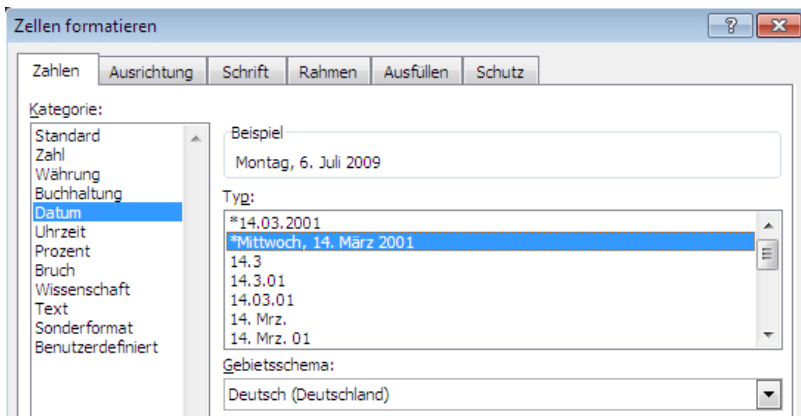 Zellen formatieren
Zahlen Ausrichtung Schrift Rahmen Ausfüllen Schutz
Kategorie:
Standard
Zahl
Währung
Buchhaltung
Datum
Uhrzeit
Prozent
Bruch
Wissenschaft
Text
Sonderformat
Benutzerdefiniert
Beispiel
Montag, 6. Juli 2009
Typ:
*14.03.2001
*Mittwoch, 14. März 2001
14.3
14.3.01
14.03.01
14. Mrz.
14. Mrz. 01
Gebietsschema:
Deutsch (Deutschland)